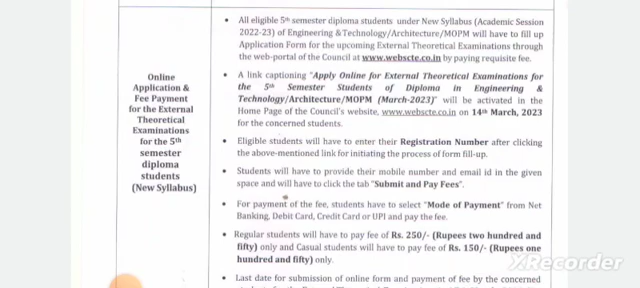 Online
Application &
Fee Payment
for the External
Theoretical
Examinations
for the 5th
semester
diploma
students
(New Syllabus)
• All eligible 5th semester diploma students under New Syllabus (Academic Session
2022-23) of Engineering &Technology/Architecture/MOPM will have to fill up
Application Form for the upcoming External Theoretical Examinations through
the web-portal of the Council at www.webscte.co.in by paying requisite fee.
• A link captioning "Apply Online for External Theoretical Examinations for
the 5th Semester Students of Diploma in Engineering &
Technology/Architecture/MOPM (March-2023)" will be activated in the
Home Page of the Council's website, www.webscte.co.in on 14th March, 2023
for the concerned students.
• Eligible students will have to enter their Registration Number after clicking
the above-mentioned link for initiating the process of form fill-up.
• Students will have to provide their mobile number and email id in the given
space and will have to click the tab "Submit and Pay Fees".
• For payment of the fee, students have to select "Mode of Payment" from Net
Banking, Debit Card, Credit Card or UPI and pay the fee.
• Regular students will have to pay fee of Rs. 250/- (Rupees two hundred and
fifty) only and Casual students will have to pay fee of Rs. 150/- (Rupees one
hundred and fifty) only.
• Last date for submission of online form and payment of fee by the concerned
XRecorder